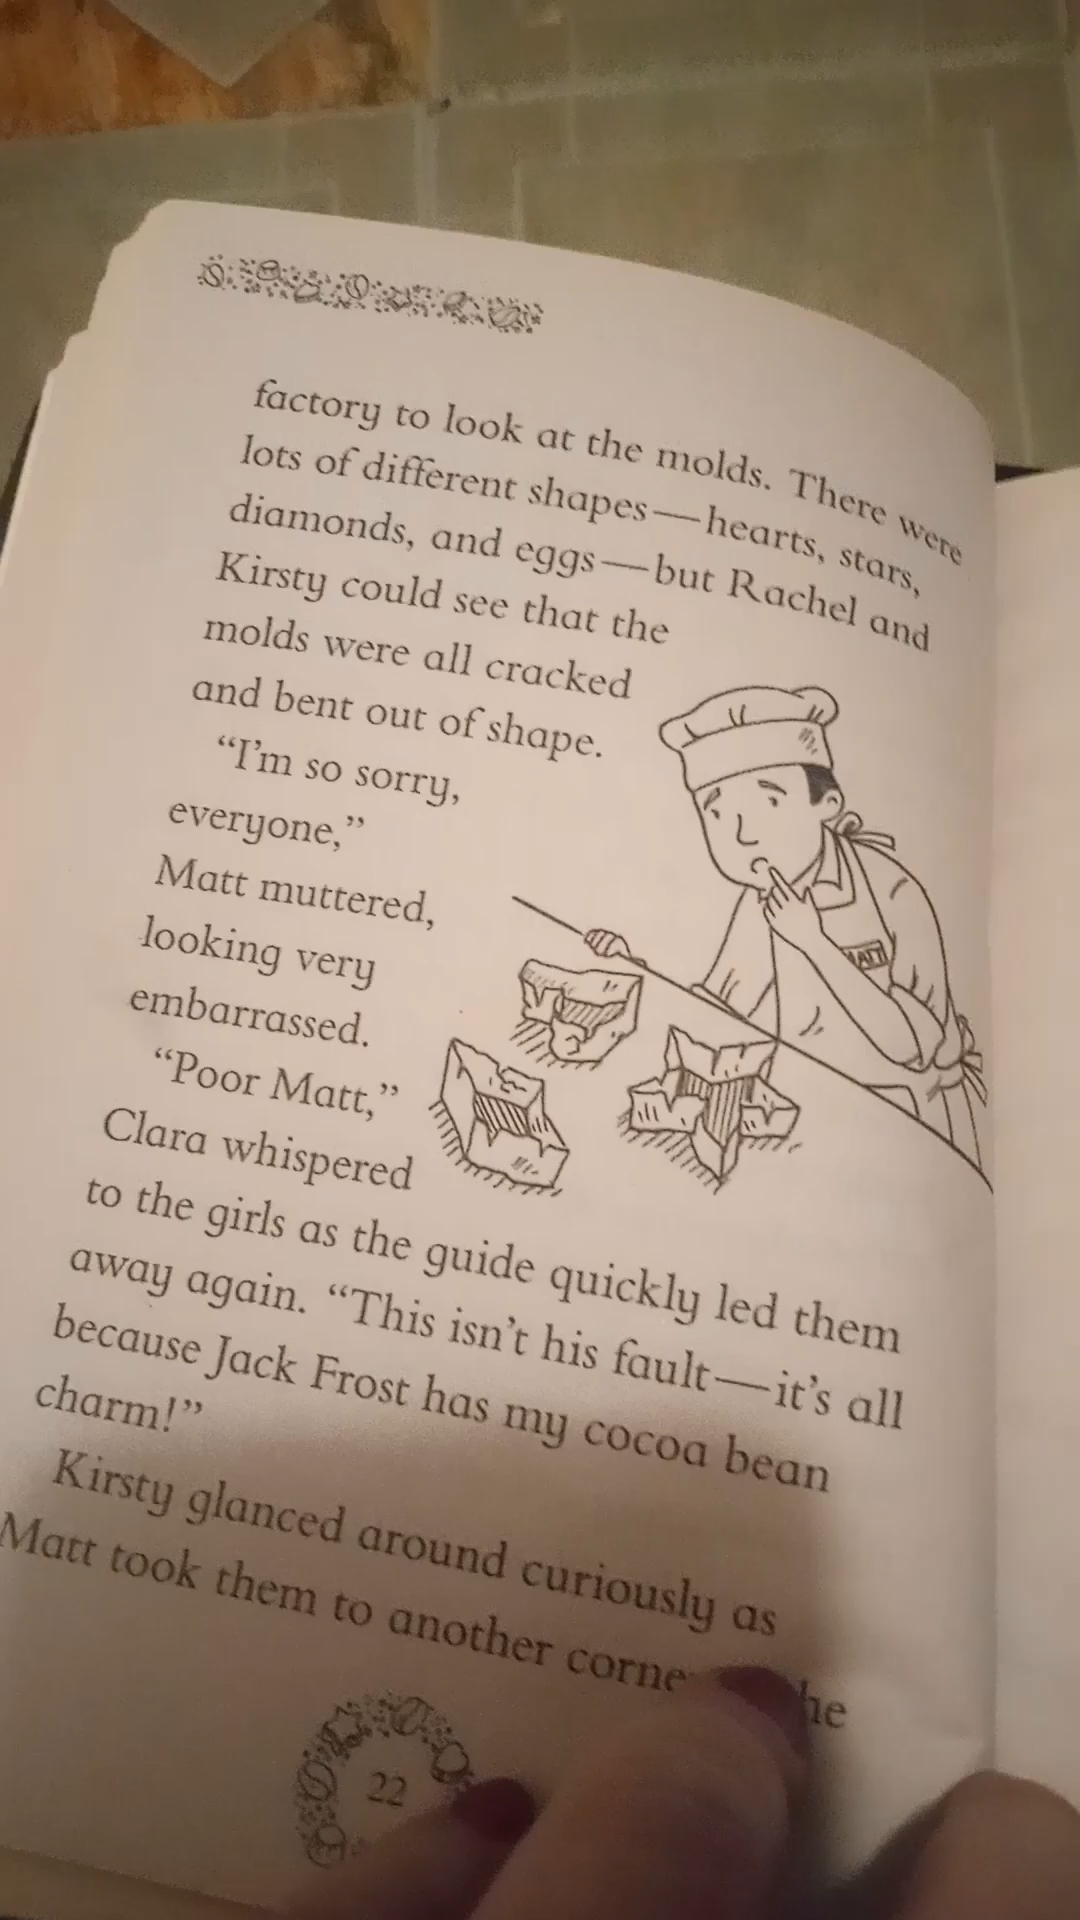 factory to look at the molds. There were
lots of different shapes—hearts, stars,
diamonds, and eggs—but Rachel and
Kirsty could see that the
molds were all cracked
and bent out of shape.
“I’m so sorry,
everyone,”
Matt muttered,
looking very
embarrassed.
MATT
“Poor Matt,”
Clara whispered
to the girls as the guide quickly led them
away again. “This isn’t his fault—it’s all
because Jack Frost has my cocoa bean
charm!”
Kirsty glanced around curiously as
Matt took them to another
22